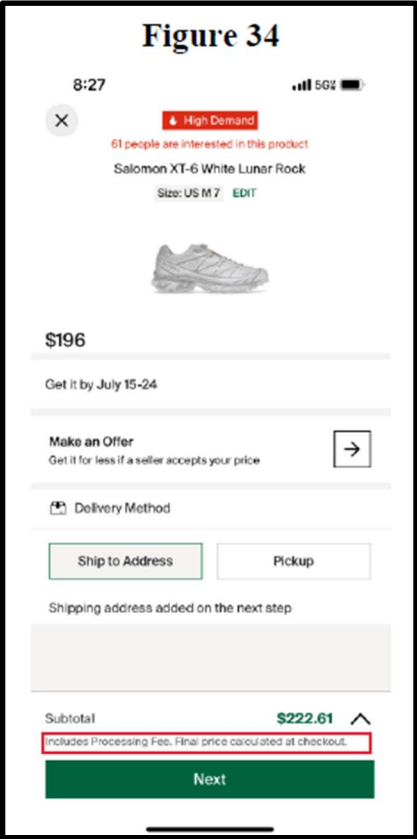 Figure 34
8:27
5G
High Demand
61 people are interested in this product
Salomon XT-6 White Lunar Rock
Size: US M 7 EDIT
$196
Get it by July 15-24
Make an Offer
Get it for less if a seller accepts your price
Delivery Method
Ship to Address
Pickup
Shipping address added on the next step
Subtotal $222.61
Includes Processing Fee. Final price calculated at checkout.
Next